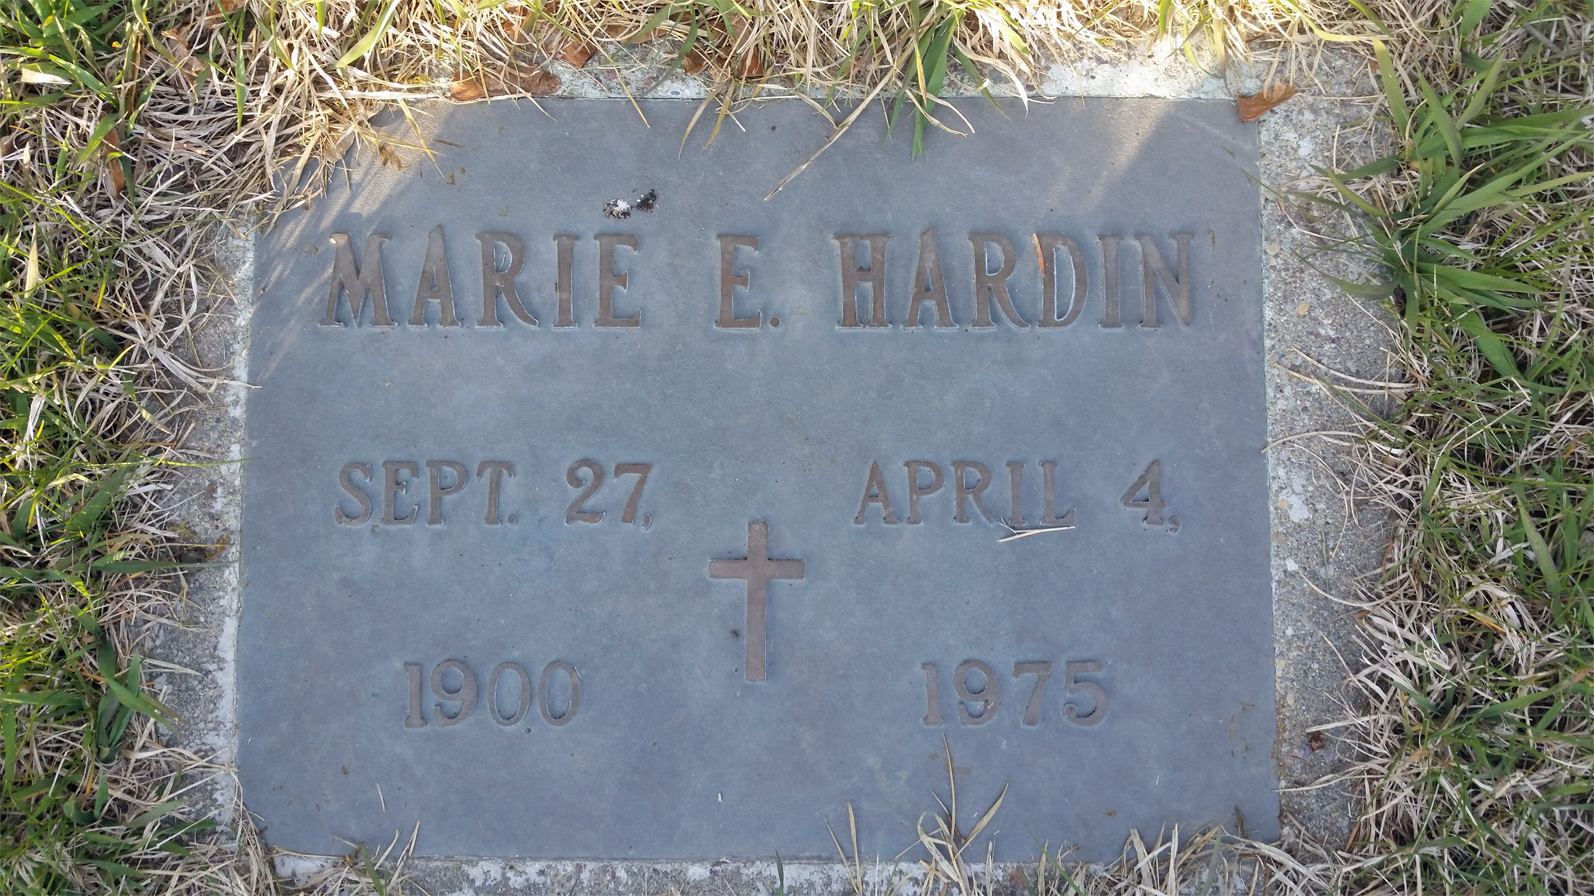 MARIE E. HARDIN
SEPT. 27, APRIL 4,
1900 1975